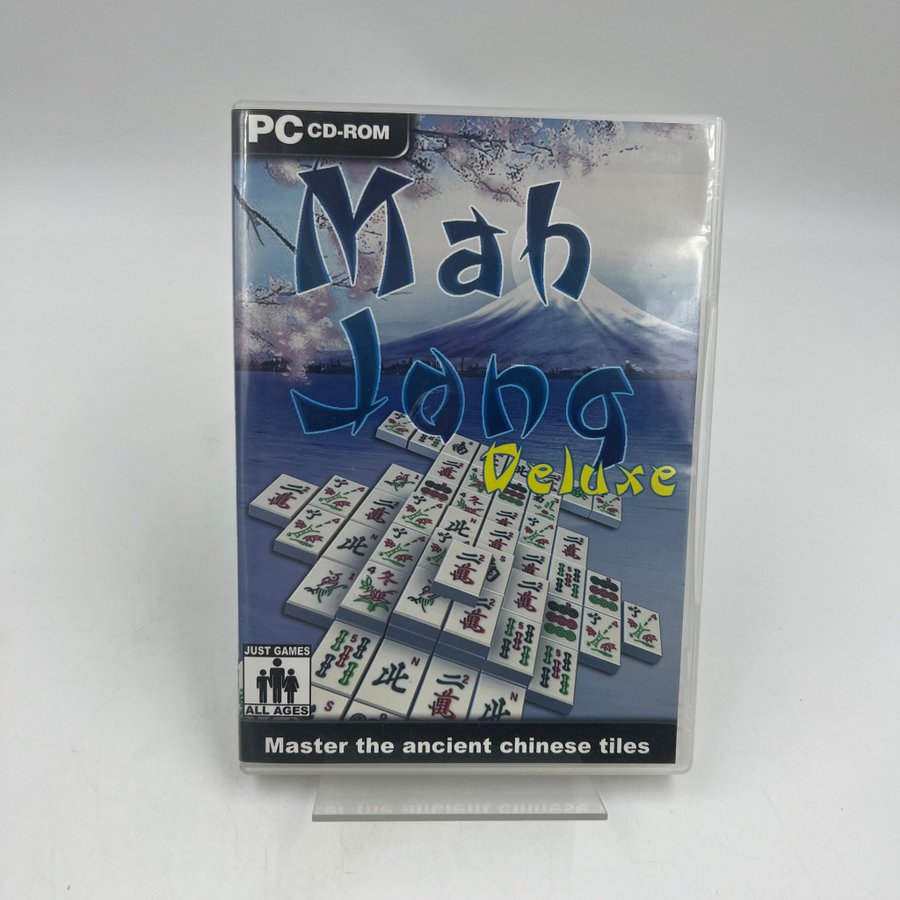 PC CD-ROM
Mah
Jong
Deluxe
JUST GAMES
ALL AGES
Master the ancient chinese tiles